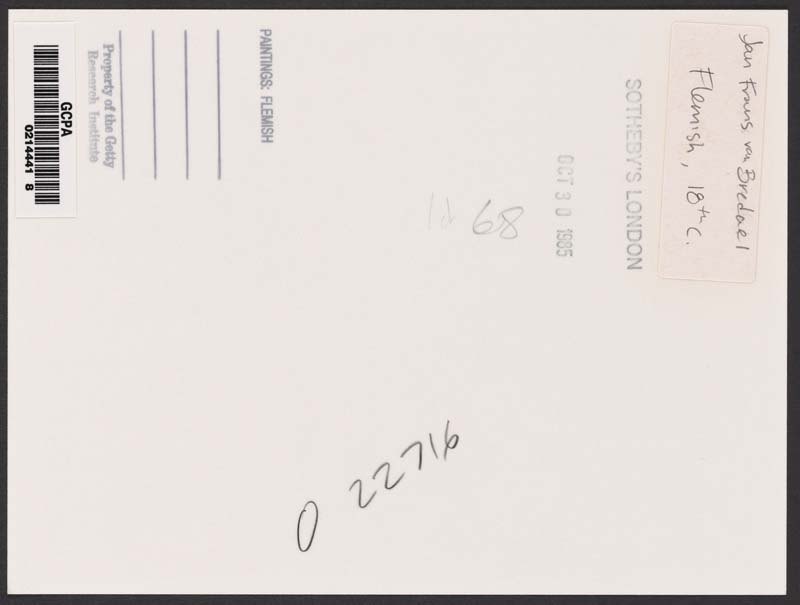 Jan Frans van Bredael
Flemish, 18th C.
SOTHEBY'S LONDON
OCT 30 1985
68
PAINTINGS: FLEMISH
Property of the Getty
Research Institute
GCPA
0214441 8
0 22716